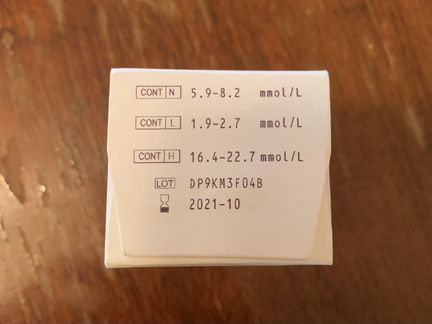 CONT N 5.9-8.2 mmol/L
CONT L 1.9-2.7 mmol/L
CONT H 16.4-22.7 mmol/L
LOT DP9KM3F04B
2021-10